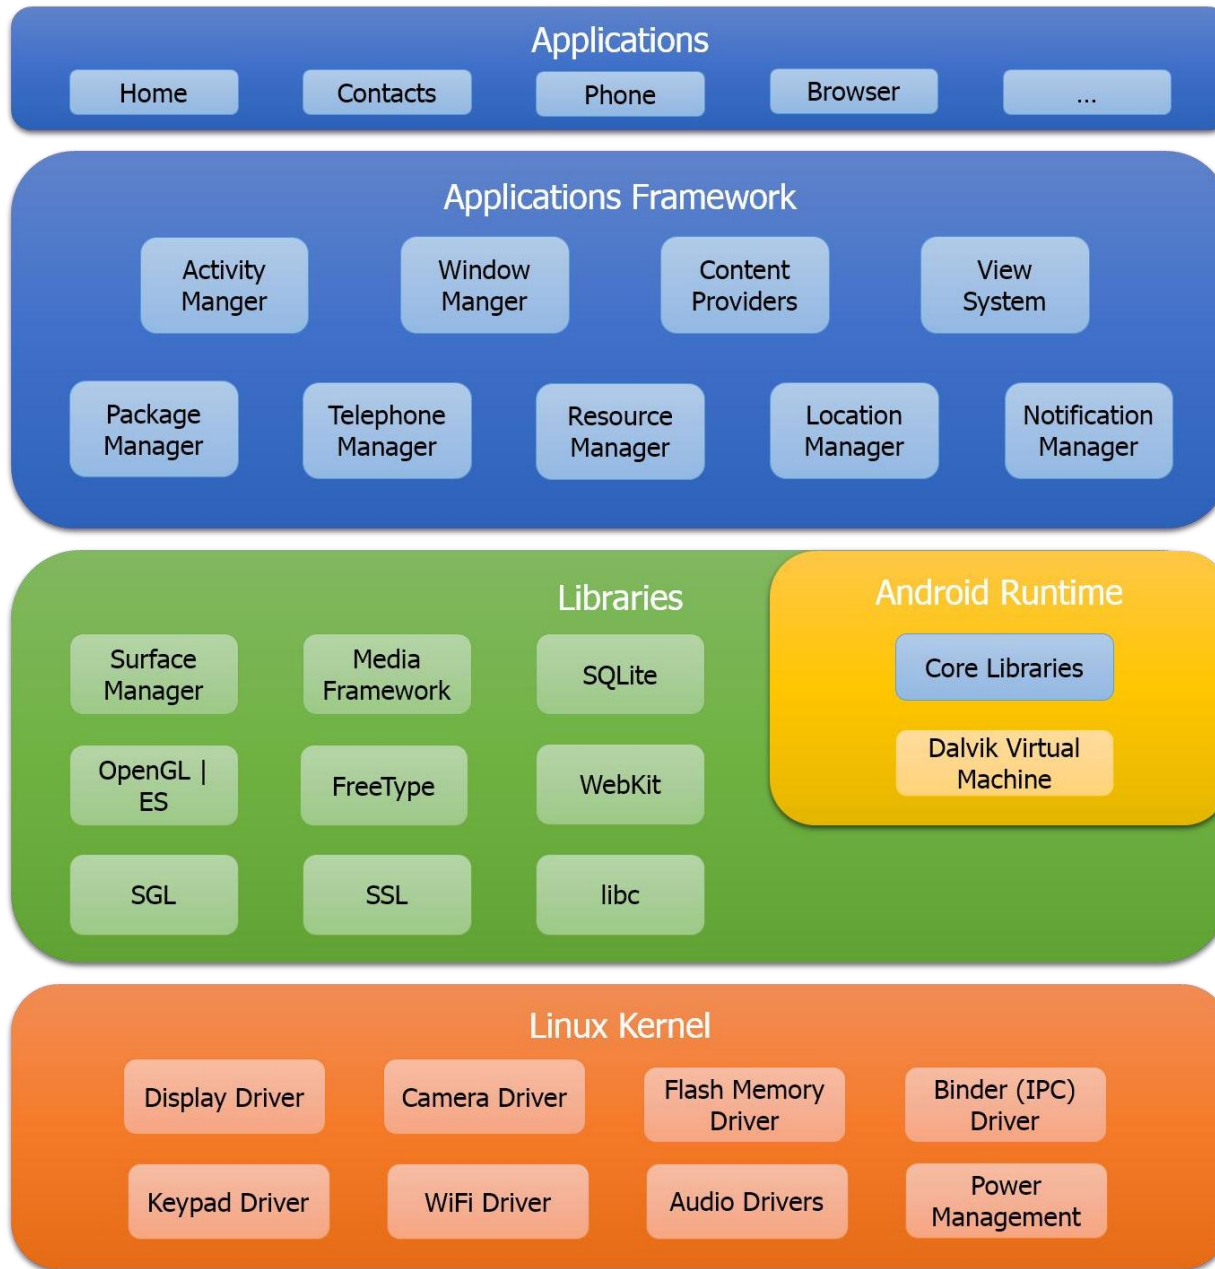 Applications
Home
Contacts
Phone
Browser
...
Applications Framework
Activity
Manger
Window
Manger
Content
Providers
View
System
Package
Manager
Telephone
Manager
Resource
Manager
Location
Manager
Notification
Manager
Libraries
Surface
Manager
Media
Framework
SQLite
OpenGL |
ES
FreeType
WebKit
SGL
SSL
libc
Android Runtime
Core Libraries
Dalvik Virtual
Machine
Linux Kernel
Display Driver
Camera Driver
Flash Memory
Driver
Binder (IPC)
Driver
Keypad Driver
WiFi Driver
Audio Drivers
Power
Management